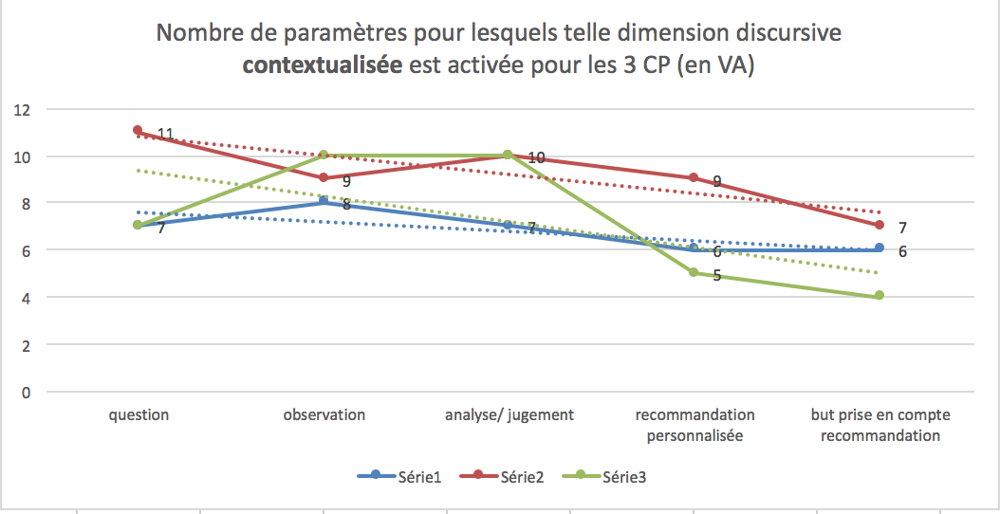 Nombre de paramètres pour lesquels telle dimension discursive
contextualisée est activée pour les 3 CP (en VA)
12
10
8
6
4
2
0
11
9
10
9
7
8
7
7
6
6
5
question
observation
analyse/ jugement
recommandation
personnalisée
but prise en compte
recommandation
Série1
Série2
Série3